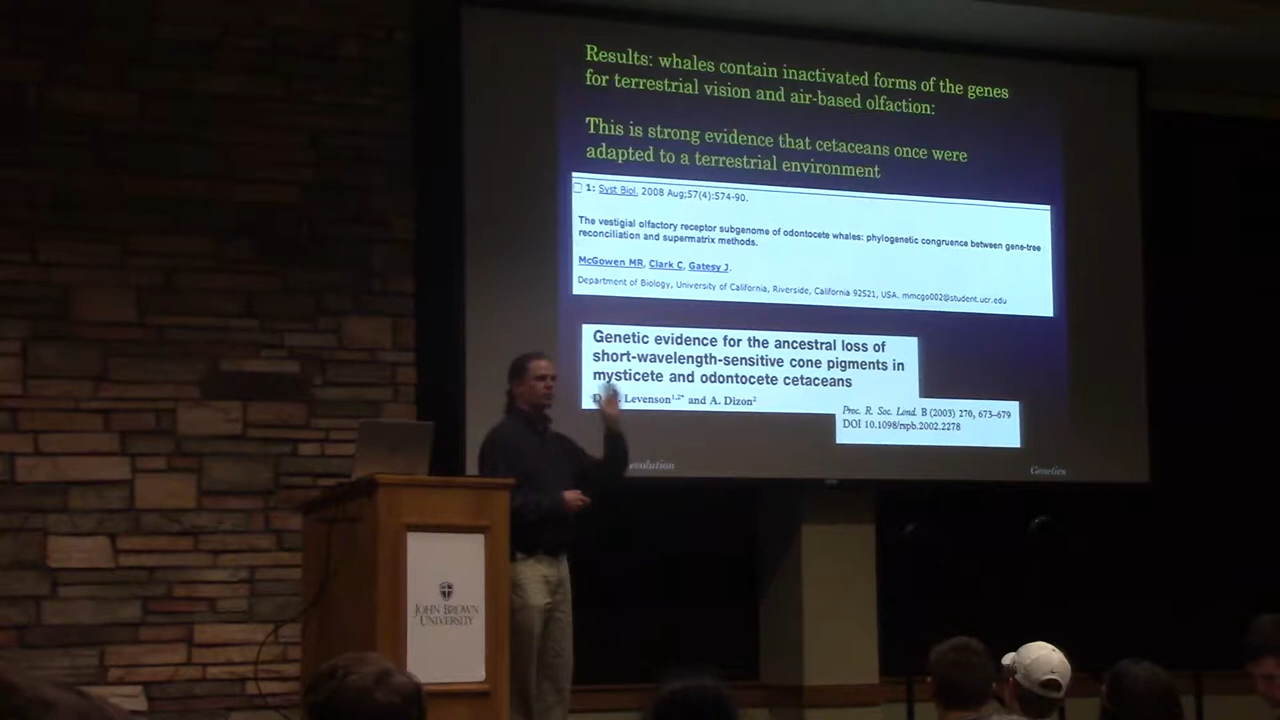 Results: whales contain inactivated forms of the genes
for terrestrial vision and air-based olfaction:
This is strong evidence that cetaceans once were
adapted to a terrestrial environment
1: Syst Biol. 2008 Aug;57(4):574-90.
The vestigial olfactory receptor subgenome of odontocete whales: phylogenetic congruence between gene-tree
reconciliation and supermatrix methods.
McGowen MR, Clark C, Gatesy J.
Department of Biology, University of California, Riverside, California 92521, USA. mmcgo002@student.ucr.edu
Genetic evidence for the ancestral loss of
short-wavelength-sensitive cone pigments in
mysticete and odontocete cetaceans
Levenson1,2* and A. Dizon2
Proc. R. Soc. Lond. B (2003) 270, 673–679
DOI 10.1098/rspb.2002.2278
evolution
Genetics
JOHN BROWN
UNIVERSITY